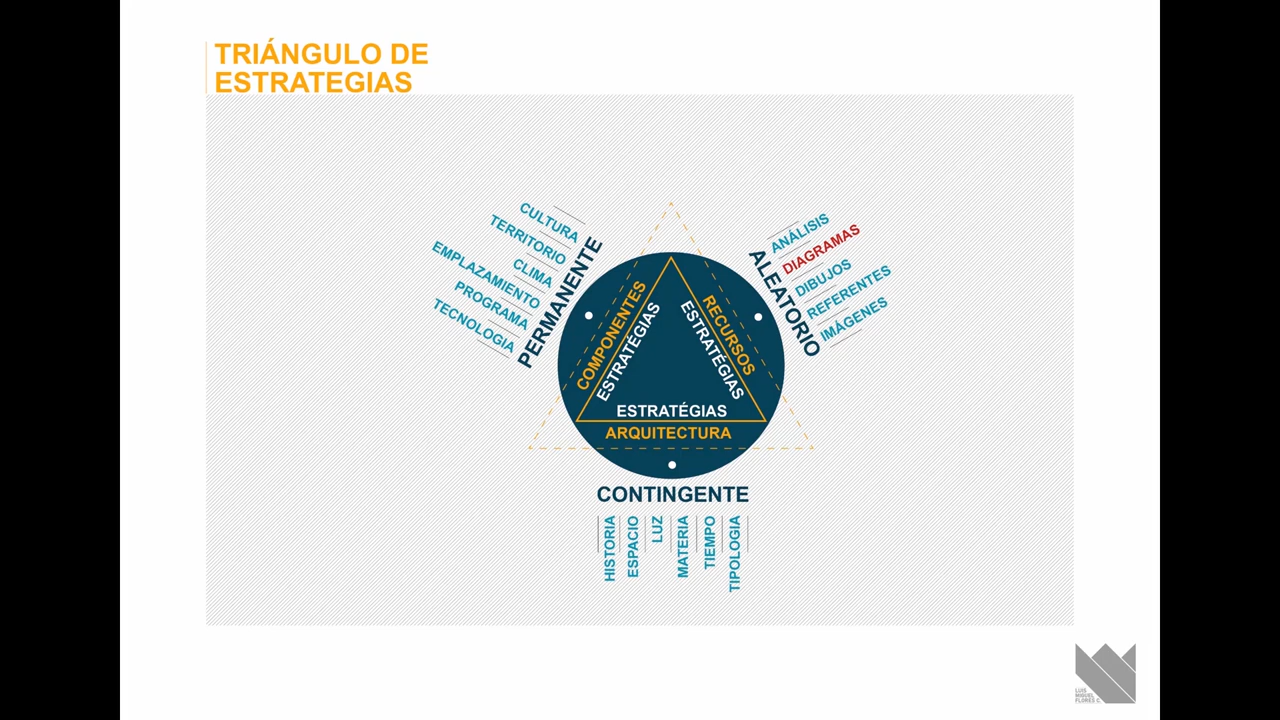 TRIÁNGULO DE
ESTRATEGIAS
CULTURA
TERRITORIO
CLIMA
EMPLAZAMIENTO
PROGRAMA
TECNOLOGIA
PERMANENTE
ANÁLISIS
DIAGRAMAS
DIBUJOS
REFERENTES
IMÁGENES
ALEATORIO
COMPONENTES
ESTRATÉGIAS
RECURSOS
ESTRATÉGIAS
ESTRATÉGIAS
ARQUITECTURA
CONTINGENTE
HISTORIA
ESPACIO
LUZ
MATERIA
TIEMPO
TIPOLOGIA
LUIS
MIGUEL
FLORES C.